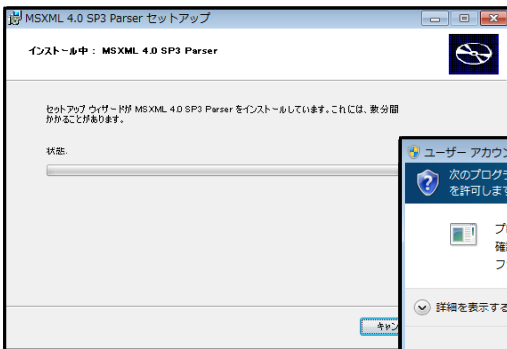 MSXML 4.0 SP3 Parser セットアップ
インストール中 : MSXML 4.0 SP3 Parser
セットアップ ウィザードが MSXML 4.0 SP3 Parser をインストールしています。これには、数分間
かかることがあります。
状態:
キャン
ユーザー アカウン
次のプログラ
を許可します
プロ
確認
ファ
詳細を表示する